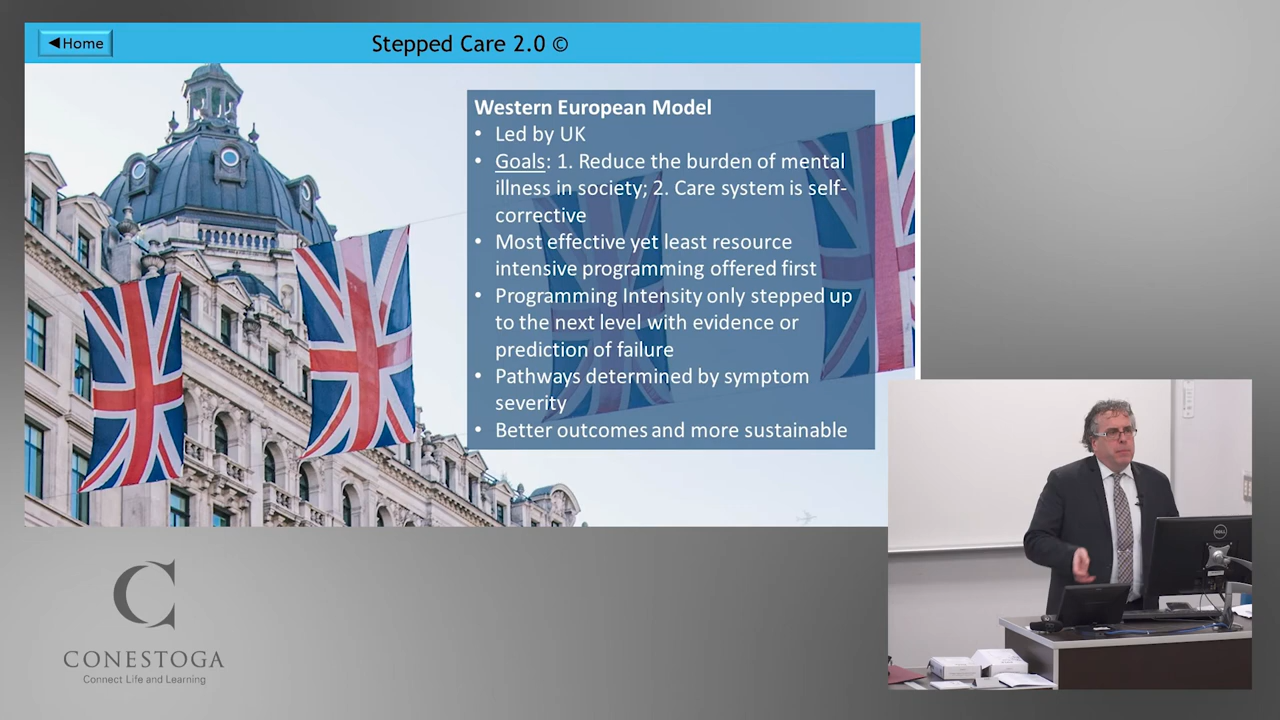 ◀Home
Stepped Care 2.0 ©
Western European Model
• Led by UK
• Goals: 1. Reduce the burden of mental
illness in society; 2. Care system is self-
corrective
• Most effective yet least resource
intensive programming offered first
• Programming Intensity only stepped up
to the next level with evidence or
prediction of failure
• Pathways determined by symptom
severity
• Better outcomes and more sustainable
DELL
C
CONESTOGA
Connect Life and Learning